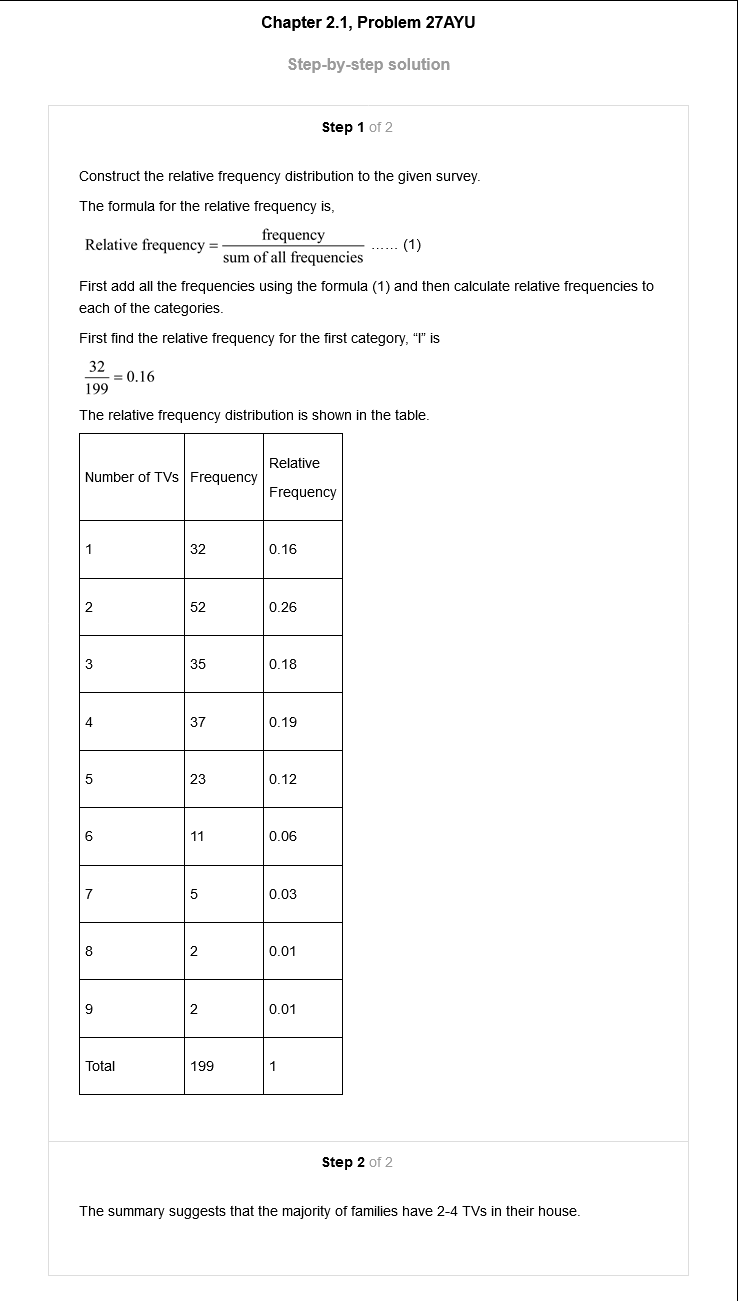 Chapter 2.1, Problem 27AYU
Step-by-step solution
Step 1 of 2
Construct the relative frequency distribution to the given survey.
The formula for the relative frequency is,
Relative frequency = frequency / sum of all frequencies ...... (1)
First add all the frequencies using the formula (1) and then calculate relative frequencies to
each of the categories.
First find the relative frequency for the first category, “I” is
32 / 199 = 0.16
The relative frequency distribution is shown in the table.
Number of TVs Frequency Relative Frequency
1 32 0.16
2 52 0.26
3 35 0.18
4 37 0.19
5 23 0.12
6 11 0.06
7 5 0.03
8 2 0.01
9 2 0.01
Total 199 1
Step 2 of 2
The summary suggests that the majority of families have 2-4 TVs in their house.